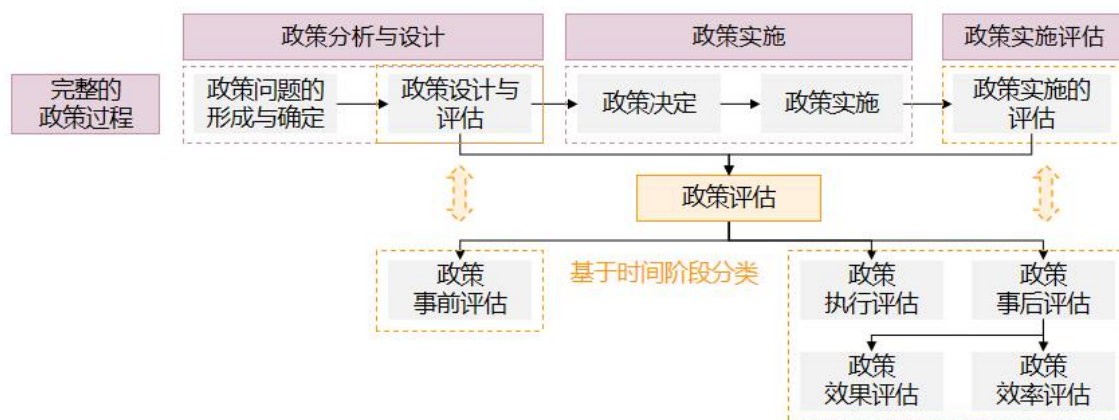 政策分析与设计
政策实施
政策实施评估
完整的
政策过程
政策问题的
形成与确定
政策设计与
评估
政策决定
政策实施
政策实施的
评估
政策评估
基于时间阶段分类
政策
事前评估
政策
执行评估
政策
事后评估
政策
效果评估
政策
效率评估